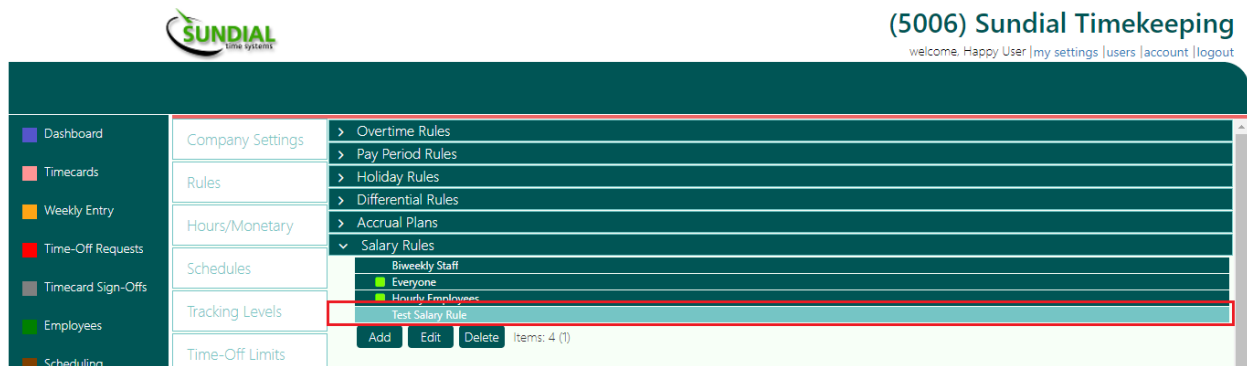 SUNDIAL
time systems
(5006) Sundial Timekeeping
welcome, Happy User |my settings |users |account |logout
Dashboard
Timecards
Weekly Entry
Time-Off Requests
Timecard Sign-Offs
Employees
Scheduling
Company Settings
Rules
Hours/Monetary
Schedules
Tracking Levels
Time-Off Limits
> Overtime Rules
> Pay Period Rules
> Holiday Rules
> Differential Rules
> Accrual Plans
Salary Rules
Biweekly Staff
Everyone
Hourly Employees
Test Salary Rule
Add Edit Delete Items: 4 (1)